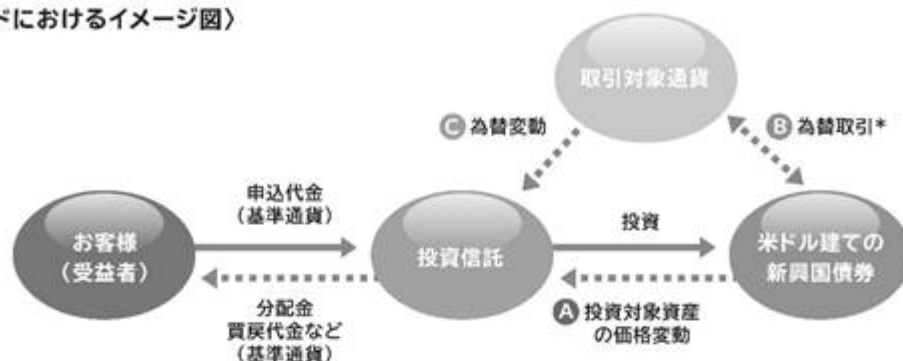 ドにおけるイメージ図〉
取引対象通貨
C 為替変動
B 為替取引*
申込代金
（基準通貨）
投資
お客様
（受益者）
投資信託
米ドル建ての
新興国債券
分配金
買戻代金など
（基準通貨）
A 投資対象資産
の価格変動